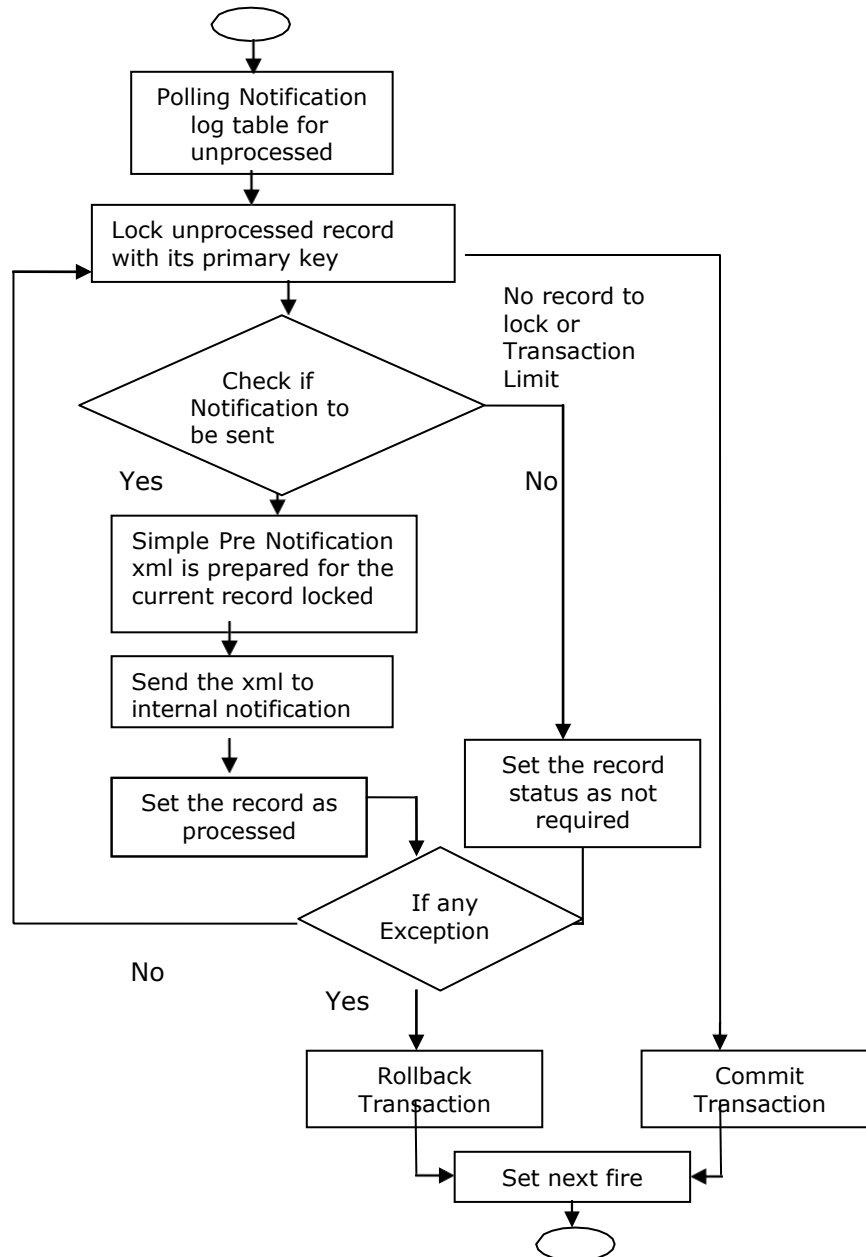 Polling Notification
log table for
unprocessed
Lock unprocessed record
with its primary key
No record to
lock or
Transaction
Limit
Check if
Notification to
be sent
Yes
No
Simple Pre Notification
xml is prepared for the
current record locked
Send the xml to
internal notification
Set the record as
processed
Set the record
status as not
required
If any
Exception
No
Yes
Rollback
Transaction
Commit
Transaction
Set next fire